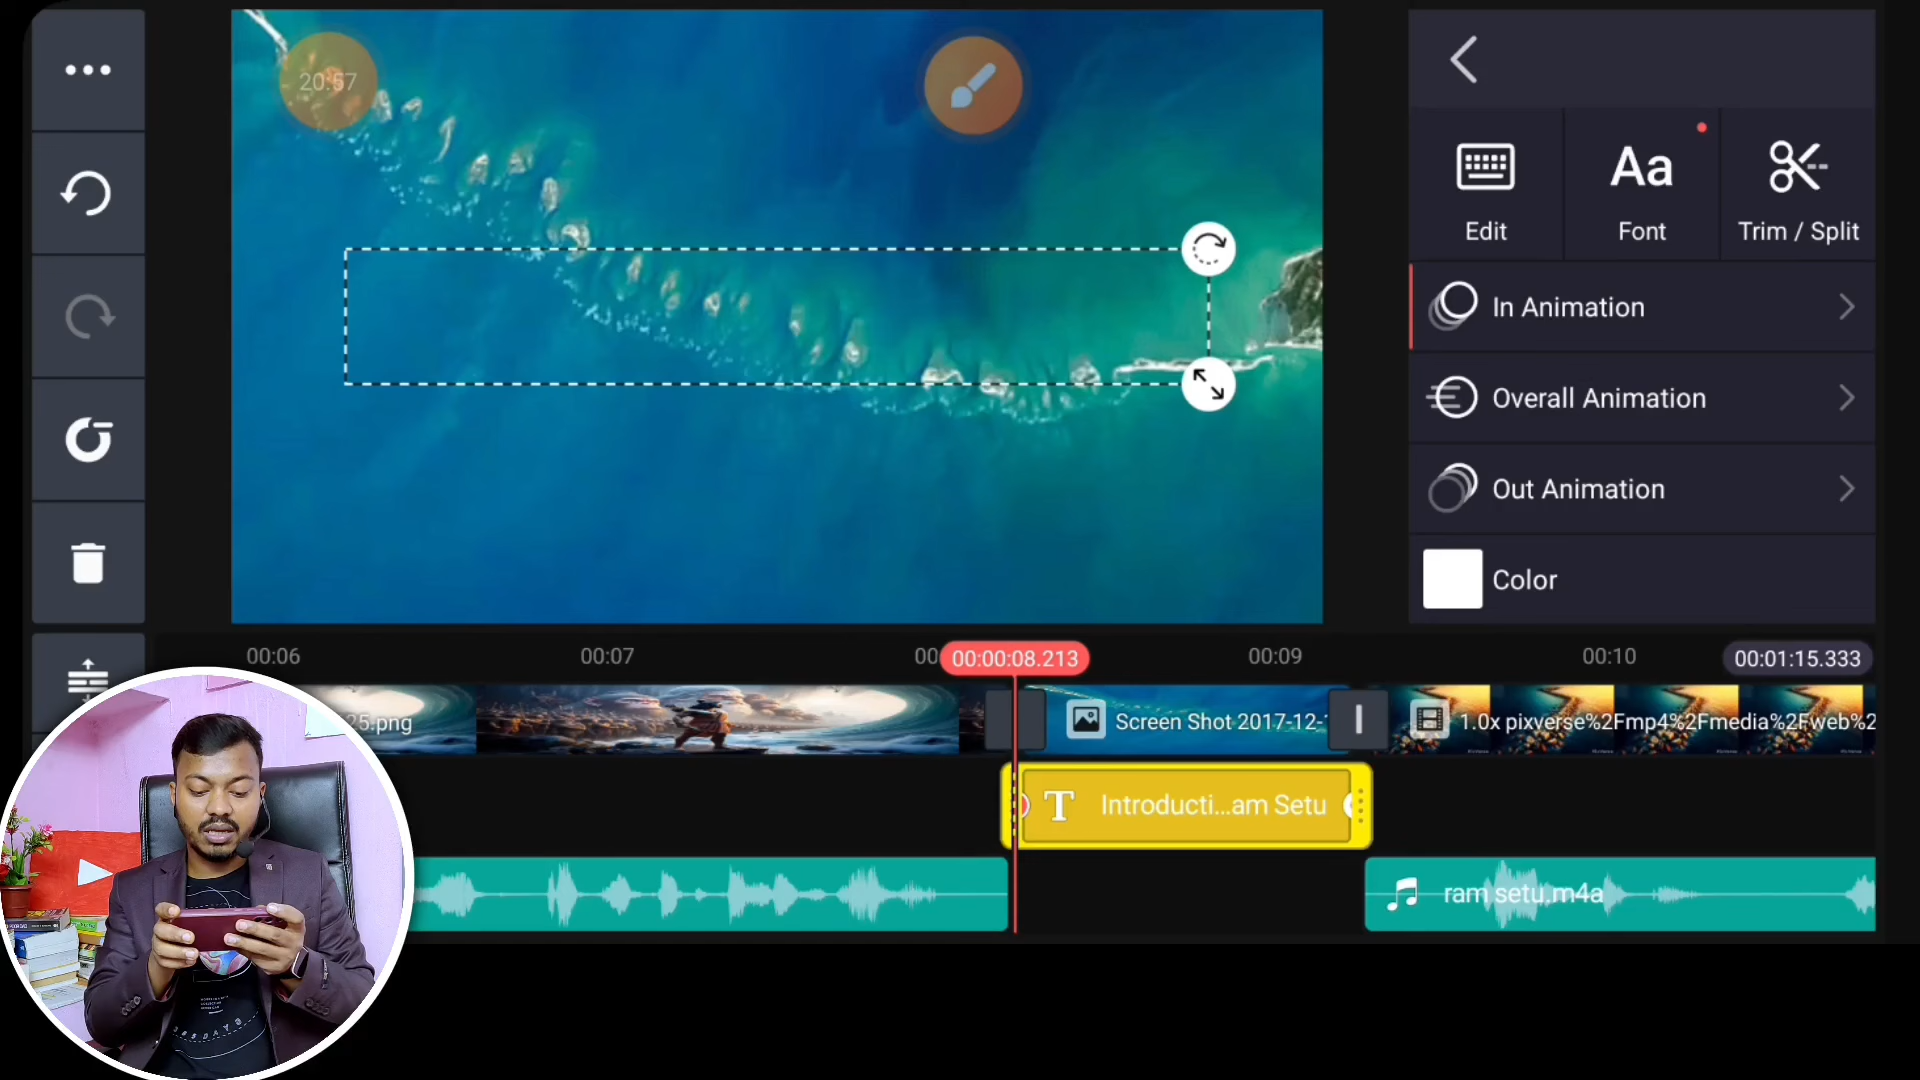 20:57
Edit
Font
Aa
Trim / Split
In Animation
Overall Animation
Out Animation
Color
00:06
00:07
00
00:00:08.213
00:09
00:10
00:01:15.333
25.png
Screen Shot 2017-12-
1.0x pixverse%2Fmp4%2Fmedia%2Fweb%2
T
Introducti...am Setu
ram setu.m4a